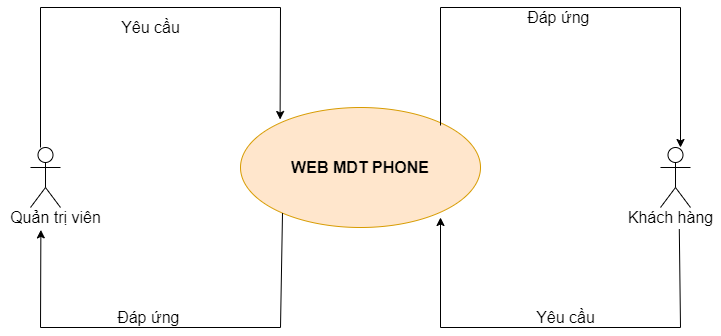 Yêu cầu
Đáp ứng
WEB MDT PHONE
Quản trị viên
Khách hàng
Đáp ứng
Yêu cầu